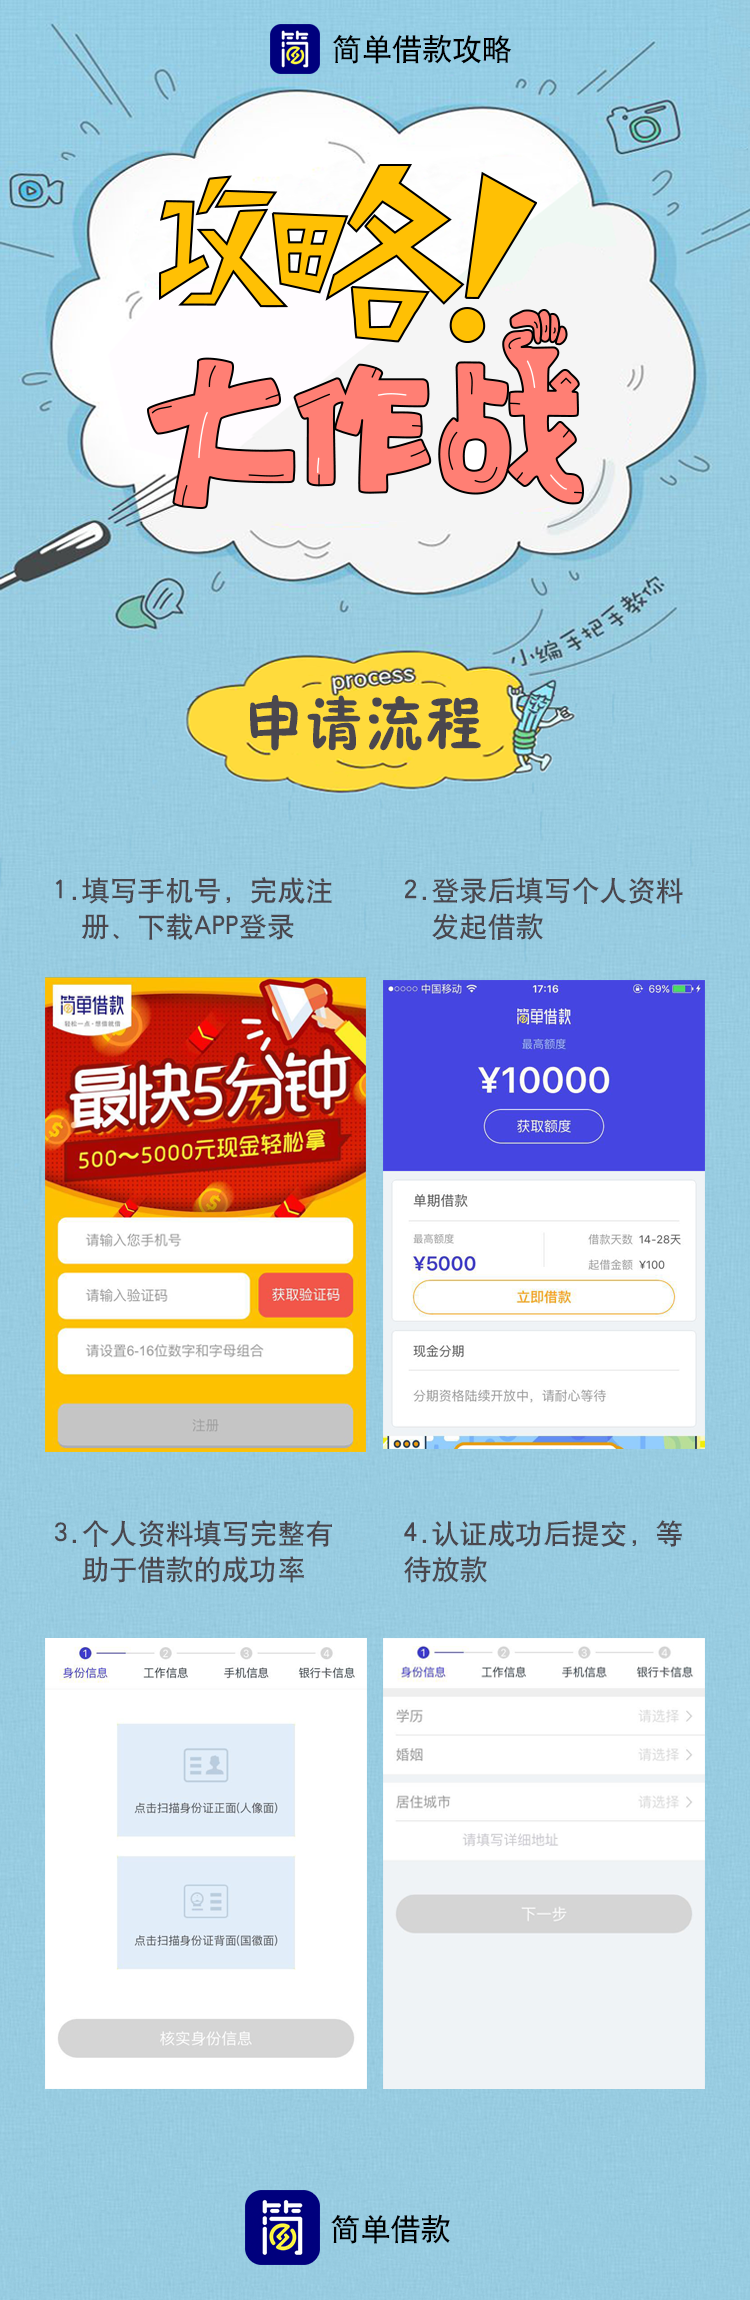 简单借款攻略
攻略!
大作战
小编手把手教你
process
申请流程
1.填写手机号，完成注
册、下载APP登录
2.登录后填写个人资料
发起借款
简单借款
轻松一点·想借就借
最快5分钟
500～5000元现金轻松拿
请输入您手机号
请输入验证码
获取验证码
请设置6-16位数字和字母组合
注册
中国移动
17:16
69%
简单借款
最高额度
¥10000
获取额度
单期借款
最高额度
¥5000
借款天数 14-28天
起借金额 ¥100
立即借款
现金分期
分期资格陆续开放中，请耐心等待
3.个人资料填写完整有
助于借款的成功率
4.认证成功后提交，等
待放款
1 2 3 4
身份信息 工作信息 手机信息 银行卡信息
点击扫描身份证正面(人像面)
点击扫描身份证背面(国徽面)
核实身份信息
1 2 3 4
身份信息 工作信息 手机信息 银行卡信息
学历 请选择
婚姻 请选择
居住城市 请选择
请填写详细地址
下一步
简
简单借款